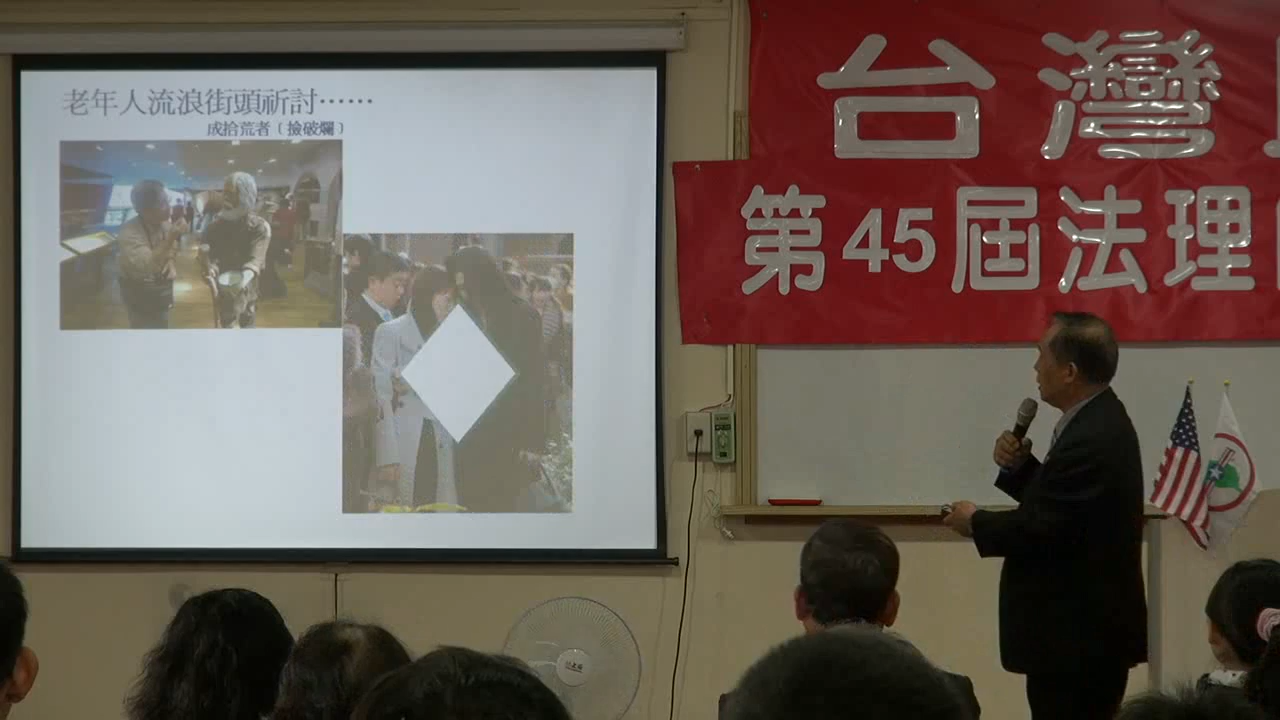 老年人流浪街頭祈討⋯⋯
成拾荒者﹝撿破爛﹞
台灣
第45屆法理